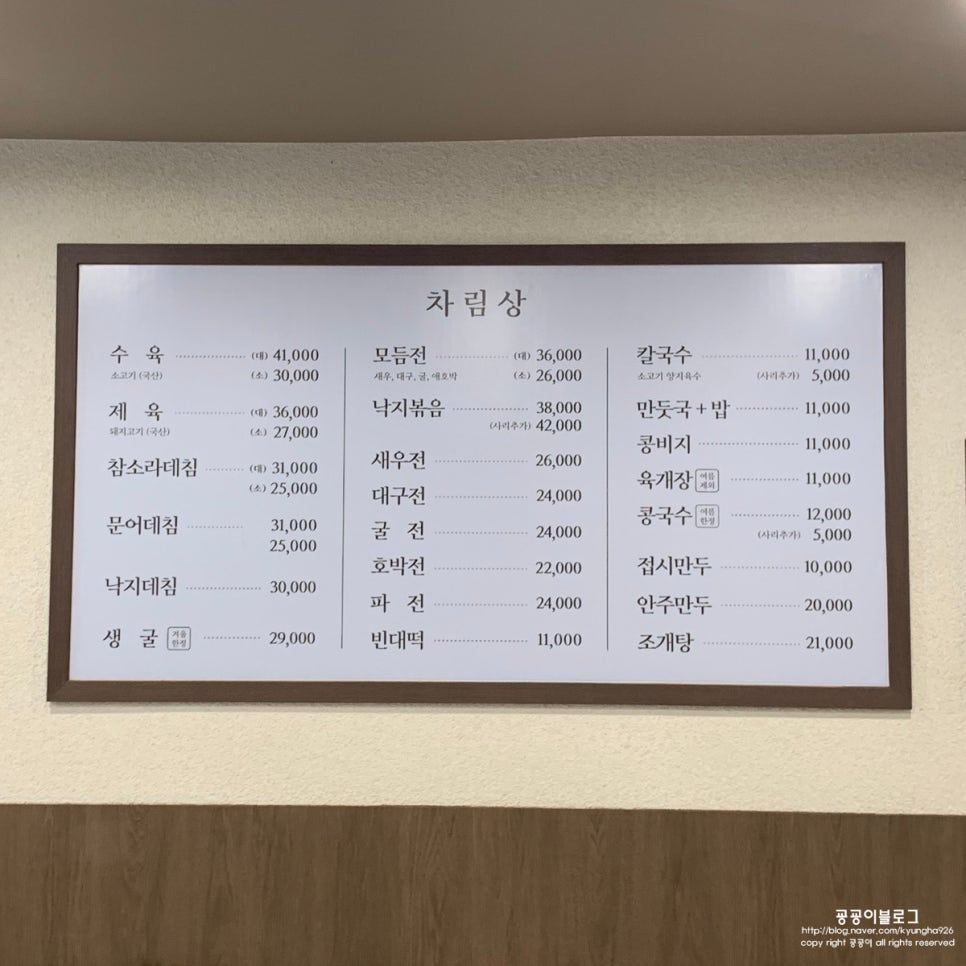 차림상
수 육 (대) 41,000
소고기 (국산) (소) 30,000
제 육 (대) 36,000
돼지고기 (국산) (소) 27,000
참소라데침 (대) 31,000
(소) 25,000
문어데침 31,000
25,000
낙지데침 30,000
생 굴 겨울한정 29,000
모듬전 (대) 36,000
새우, 대구, 굴, 애호박 (소) 26,000
낙지볶음 38,000
(사리추가) 42,000
새우전 26,000
대구전 24,000
굴 전 24,000
호박전 22,000
파 전 24,000
빈대떡 11,000
칼국수 11,000
소고기 양지육수 (사리추가) 5,000
만둣국 + 밥 11,000
콩비지 11,000
육개장 여름제외 11,000
콩국수 여름한정 12,000
(사리추가) 5,000
접시만두 10,000
안주만두 20,000
조개탕 21,000
굥굥이블로그
http://blog.naver.com/kyungha926
copy right 굥굥이 all rights reserved